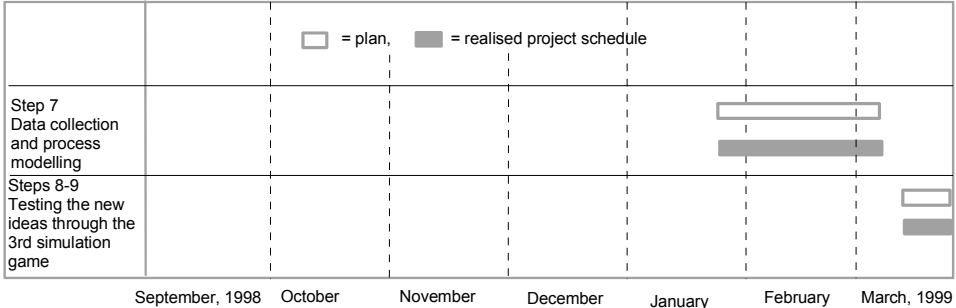 = plan, = realised project schedule
Step 7
Data collection
and process
modelling
Steps 8-9
Testing the new
ideas through the
3rd simulation
game
September, 1998 October November December January February March, 1999